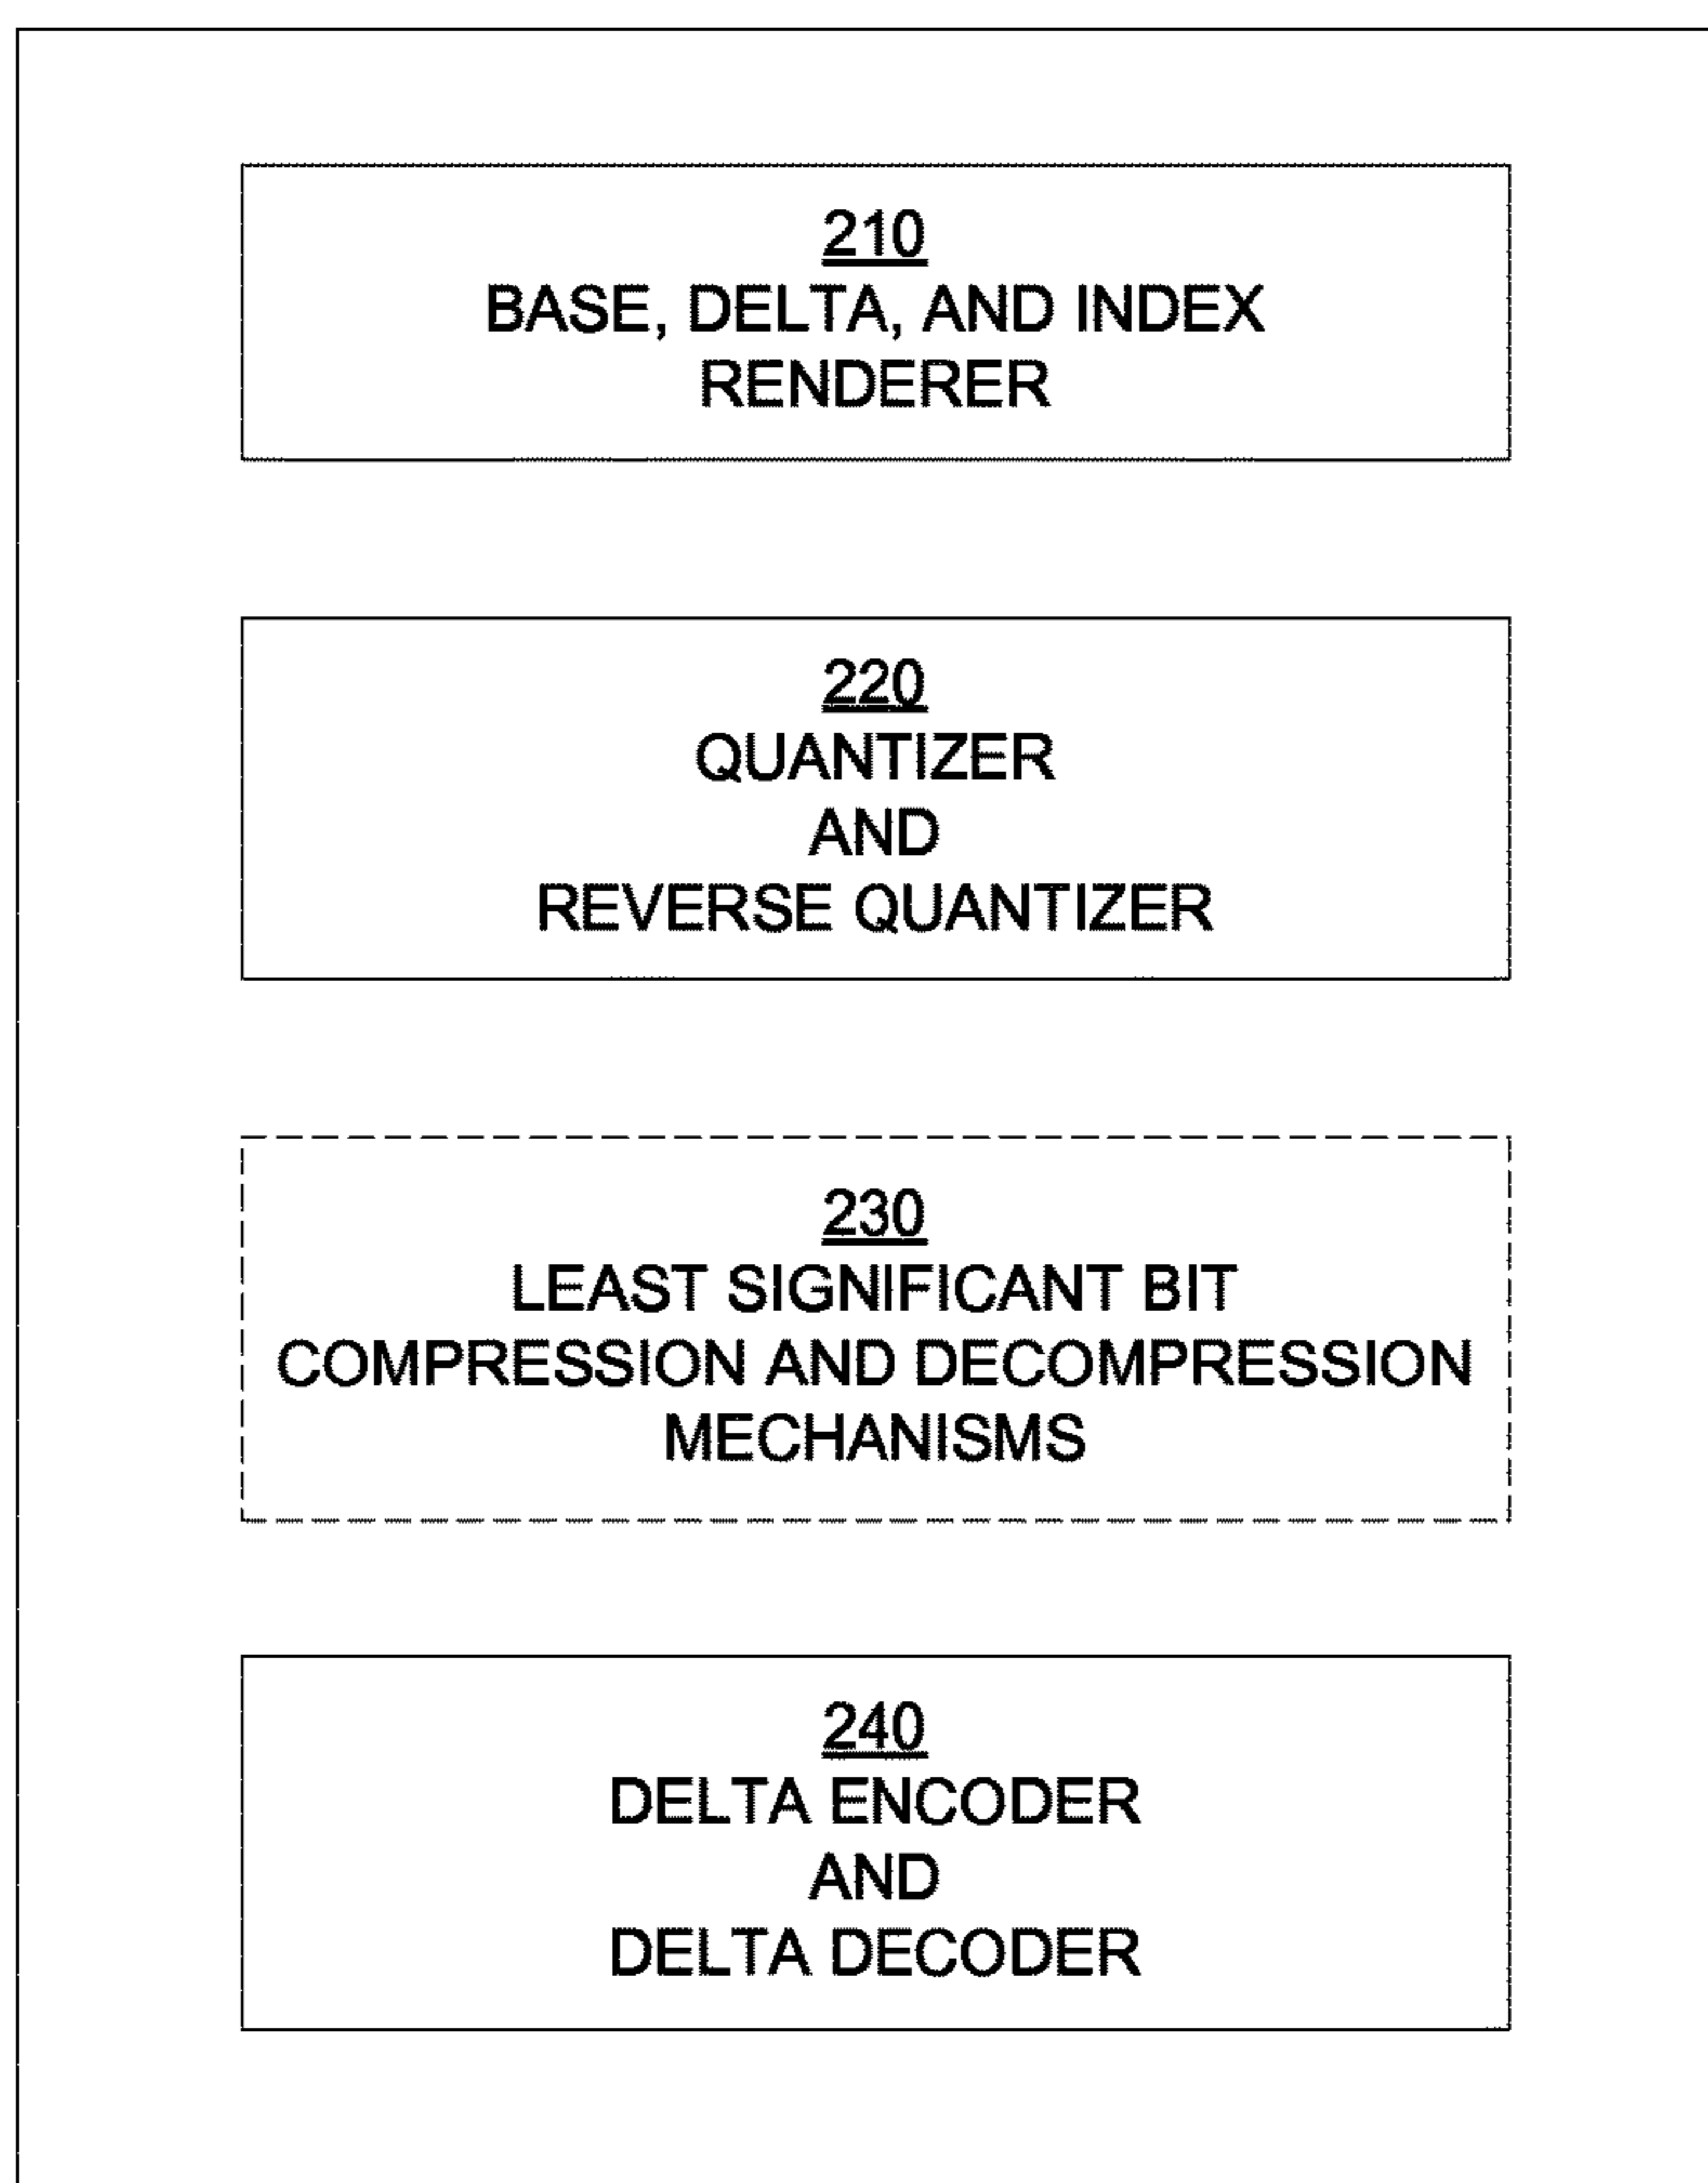 210
BASE, DELTA, AND INDEX
RENDERER
220
QUANTIZER
AND
REVERSE QUANTIZER
230
LEAST SIGNIFICANT BIT
COMPRESSION AND DECOMPRESSION
MECHANISMS
240
DELTA ENCODER
AND
DELTA DECODER